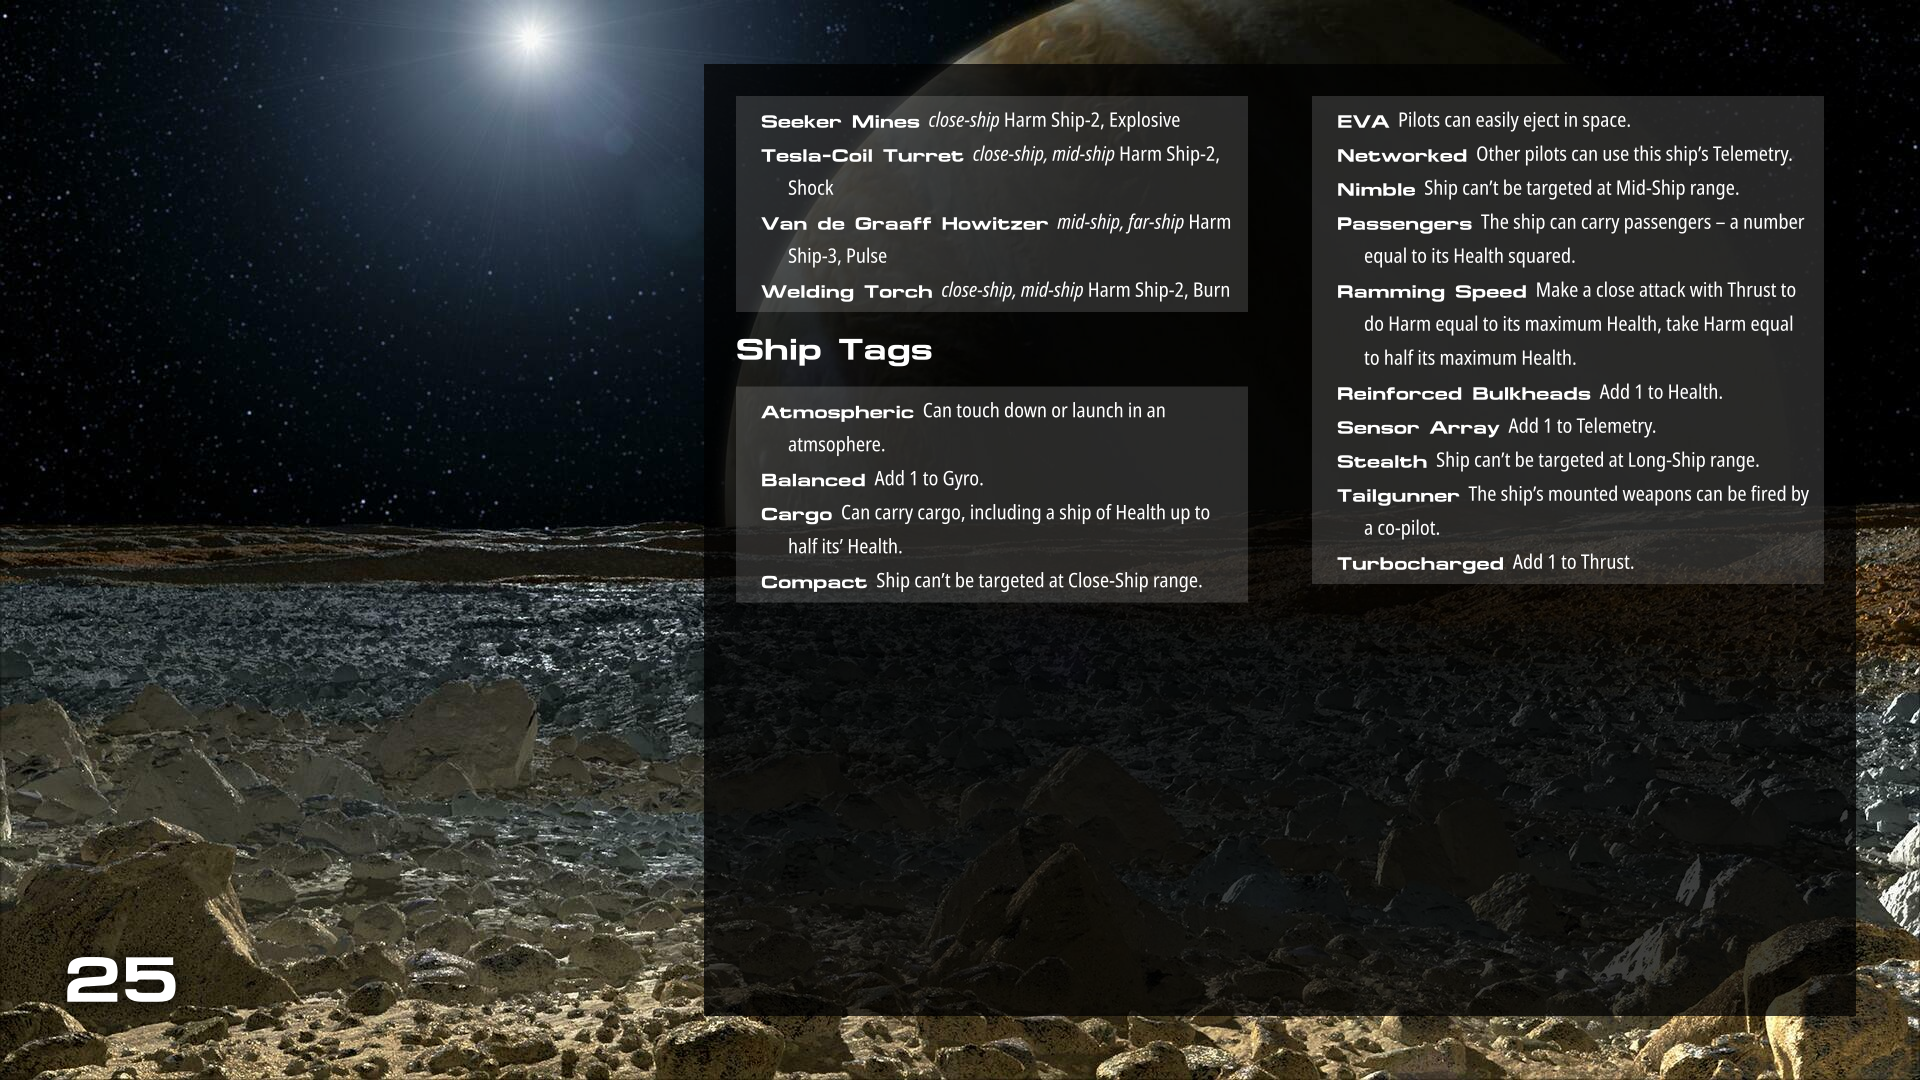 Seeker Mines close-ship Harm Ship-2, Explosive
Tesla-Coil Turret close-ship, mid-ship Harm Ship-2,
Shock
Van de Graaff Howitzer mid-ship, far-ship Harm
Ship-3, Pulse
Welding Torch close-ship, mid-ship Harm Ship-2, Burn
Ship Tags
Atmospheric Can touch down or launch in an
atmsophere.
Balanced Add 1 to Gyro.
Cargo Can carry cargo, including a ship of Health up to
half its’ Health.
Compact Ship can’t be targeted at Close-Ship range.
EVA Pilots can easily eject in space.
Networked Other pilots can use this ship’s Telemetry.
Nimble Ship can’t be targeted at Mid-Ship range.
Passengers The ship can carry passengers – a number
equal to its Health squared.
Ramming Speed Make a close attack with Thrust to
do Harm equal to its maximum Health, take Harm equal
to half its maximum Health.
Reinforced Bulkheads Add 1 to Health.
Sensor Array Add 1 to Telemetry.
Stealth Ship can’t be targeted at Long-Ship range.
Tailgunner The ship’s mounted weapons can be fired by
a co-pilot.
Turbocharged Add 1 to Thrust.
25